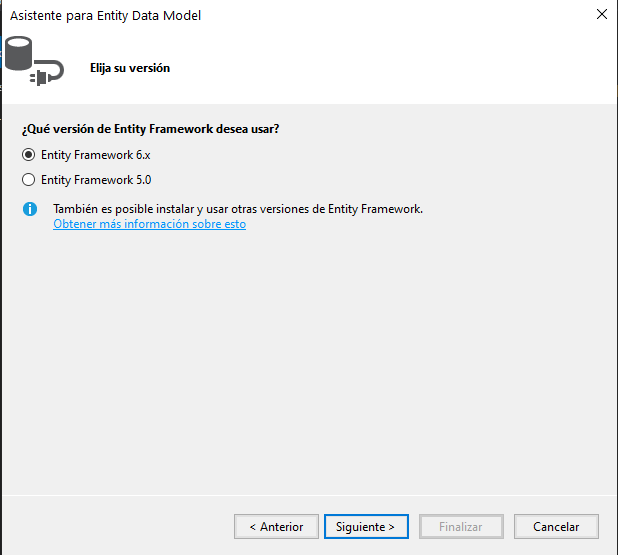 Asistente para Entity Data Model
Elija su versión
¿Qué versión de Entity Framework desea usar?
Entity Framework 6.x
Entity Framework 5.0
También es posible instalar y usar otras versiones de Entity Framework.
Obtener más información sobre esto
< Anterior
Siguiente >
Finalizar
Cancelar